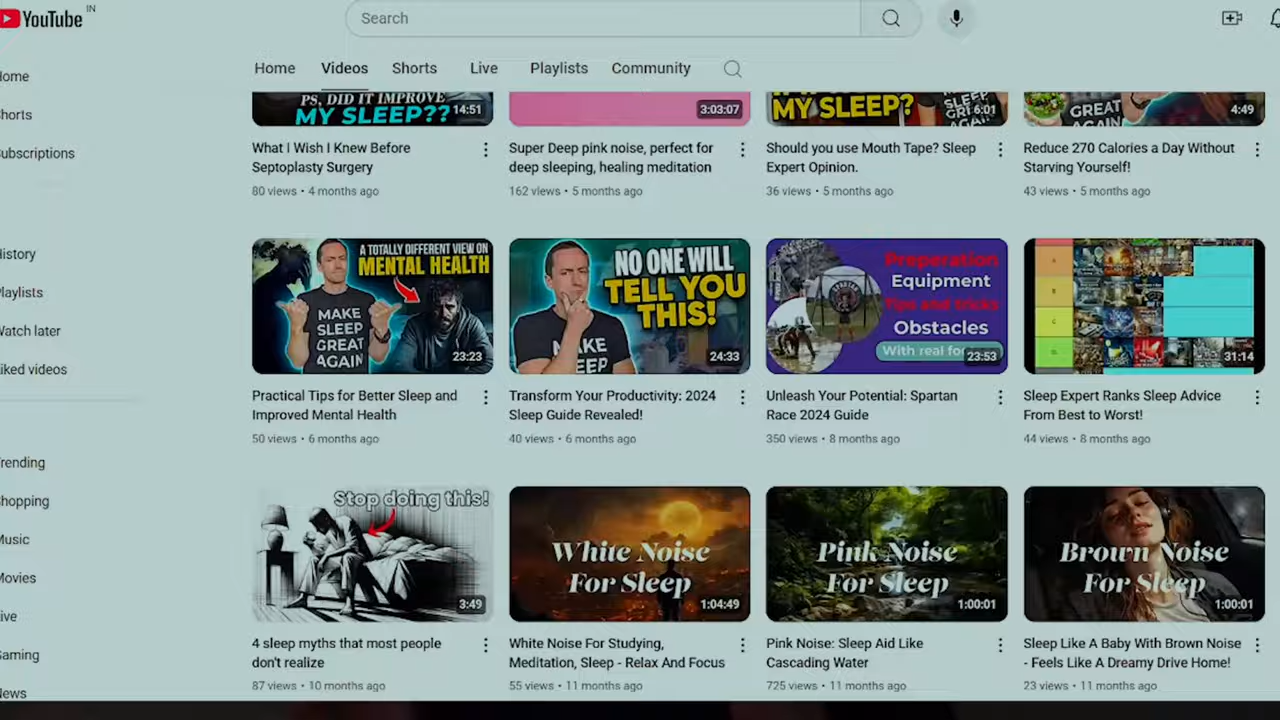 YouTube IN
Search
Home
Videos
Shorts
Live
Playlists
Community
ome
horts
ubscriptions
istory
laylists
Watch later
iked videos
rending
hopping
Music
Movies
ive
aming
News
PS, DID IT IMPROVE
MY SLEEP??
14:51
What I Wish I Knew Before
Septoplasty Surgery
80 views • 4 months ago
3:03:07
Super Deep pink noise, perfect for
deep sleeping, healing meditation
162 views • 5 months ago
MY SLEEP?
SLEEP
6:01
Should you use Mouth Tape? Sleep
Expert Opinion.
36 views • 5 months ago
GREAT
AGAIN
4:49
Reduce 270 Calories a Day Without
Starving Yourself!
43 views • 5 months ago
A TOTALLY DIFFERENT VIEW ON
MENTAL HEALTH
MAKE
SLEEP
GREAT
AGAIN
23:23
Practical Tips for Better Sleep and
Improved Mental Health
50 views • 6 months ago
NO ONE WILL
TELL YOU
THIS!
24:33
Transform Your Productivity: 2024
Sleep Guide Revealed!
40 views • 6 months ago
Preparation
Equipment
Tips and tricks
Obstacles
With real fo
23:53
Unleash Your Potential: Spartan
Race 2024 Guide
350 views • 8 months ago
31:14
Sleep Expert Ranks Sleep Advice
From Best to Worst!
44 views • 8 months ago
Stop doing this!
3:49
4 sleep myths that most people
don't realize
87 views • 10 months ago
White Noise
For Sleep
1:04:49
White Noise For Studying,
Meditation, Sleep - Relax And Focus
55 views • 11 months ago
Pink Noise
For Sleep
1:00:01
Pink Noise: Sleep Aid Like
Cascading Water
725 views • 11 months ago
Brown Noise
For Sleep
1:00:01
Sleep Like A Baby With Brown Noise
- Feels Like A Dreamy Drive Home!
23 views • 11 months ago